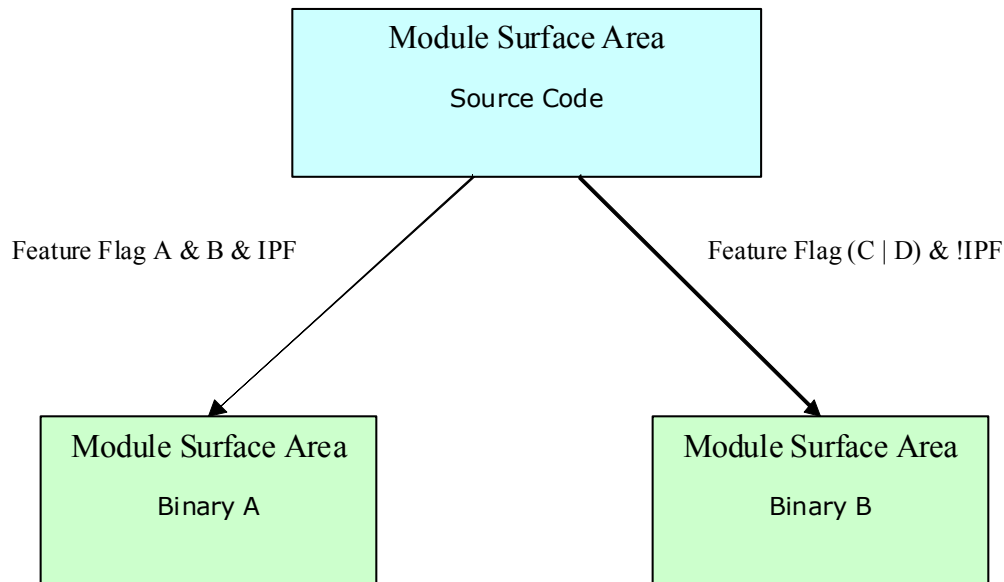 Module Surface Area
Source Code
Feature Flag A & B & IPF
Feature Flag (C | D) & !IPF
Module Surface Area
Binary A
Module Surface Area
Binary B